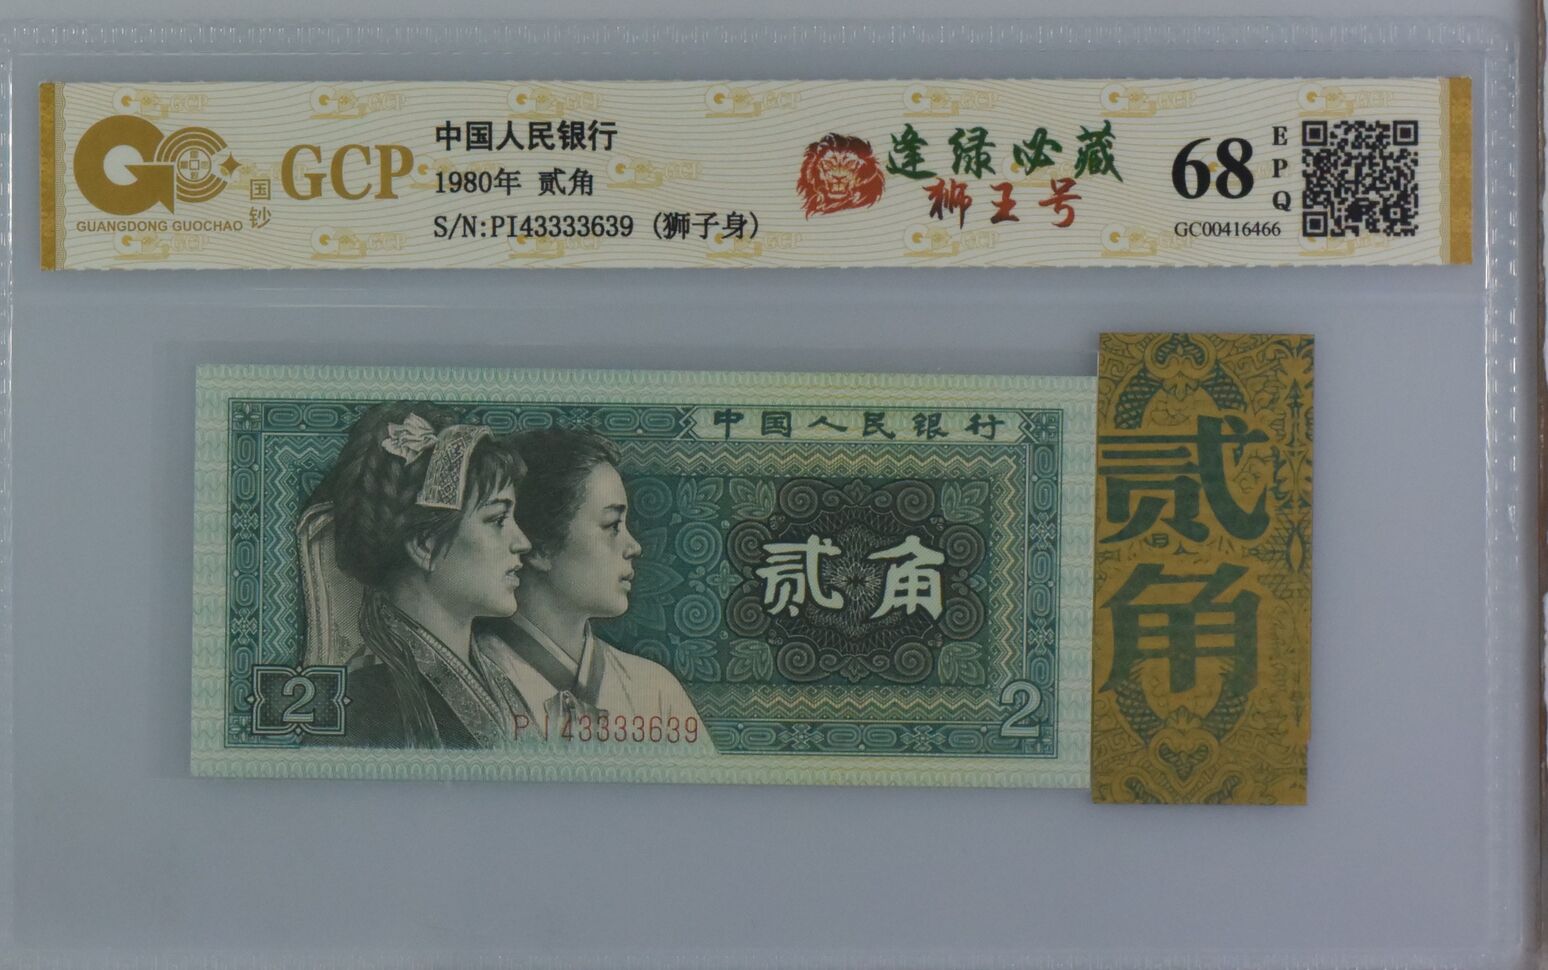 GCP
国钞
GUANGDONG GUOCHAO
GCP
中国人民银行
1980年 贰角
S/N:PI43333639 (狮子身)
逢绿必藏
狮王号
68
EPQ
GC00416466
中国人民银行
贰角
2
2
PI43333639
贰角